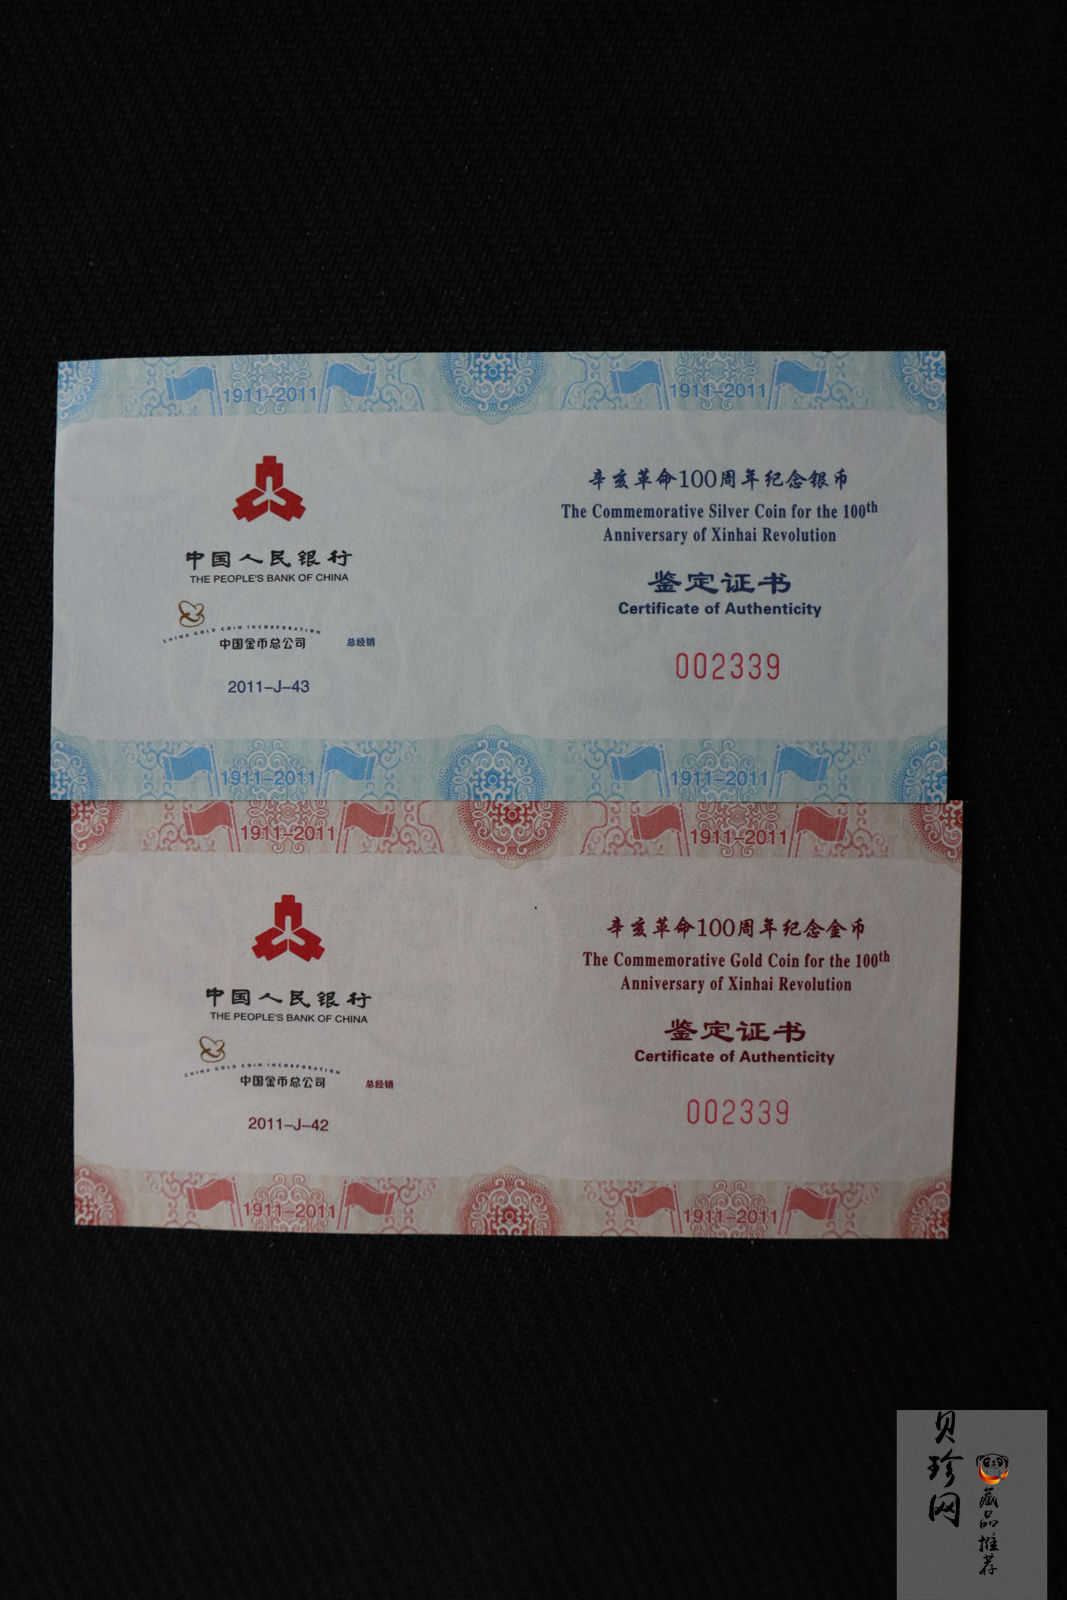 1911-2011
1911-2011
中国人民银行
THE PEOPLE'S BANK OF CHINA
CHINA GOLD COIN INCORPORATION
中国金币总公司
总经销
2011-J-43
辛亥革命100周年纪念银币
The Commemorative Silver Coin for the 100th
Anniversary of Xinhai Revolution
鉴定证书
Certificate of Authenticity
002339
1911-2011
1911-2011
1911-2011
1911-2011
中国人民银行
THE PEOPLE'S BANK OF CHINA
CHINA GOLD COIN INCORPORATION
中国金币总公司
总经销
2011-J-42
辛亥革命100周年纪念金币
The Commemorative Gold Coin for the 100th
Anniversary of Xinhai Revolution
鉴定证书
Certificate of Authenticity
002339
1911-2011
1911-2011
贝珍网
藏品推荐